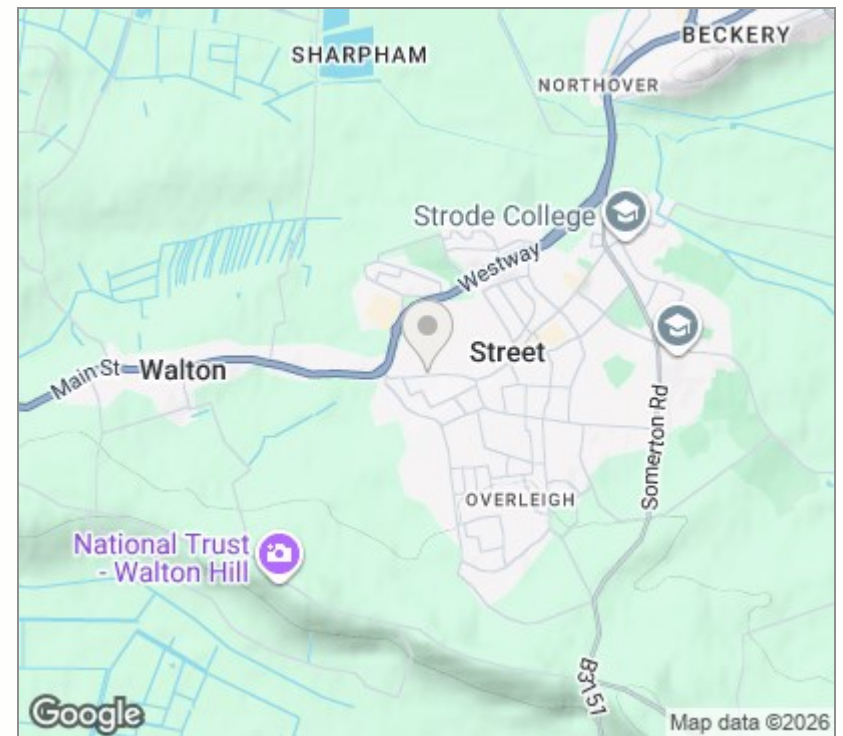 SHARPHAM
BECKERY
NORTHOVER
Strode College
Westway
Street
Main St
Walton
Somerton Rd
OVERLEIGH
National Trust
- Walton Hill
B3151
Google
Map data ©2026